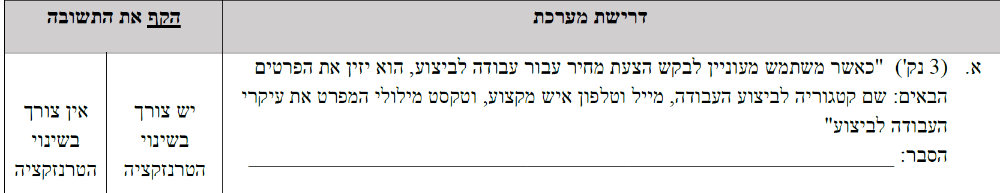 דרישת מערכת
הקף את התשובה
א. (3 נק') "כאשר משתמש מעוניין לבקש הצעת מחיר עבור עבודה לביצוע, הוא יזין את הפרטים
הבאים: שם קטגוריה לביצוע העבודה, מייל וטלפון איש מקצוע, וטקסט מילולי המפרט את עיקרי
העבודה לביצוע"
הסבר: ____________________
יש צורך
בשינוי
הטרנזקציה
אין צורך
בשינוי
הטרנזקציה